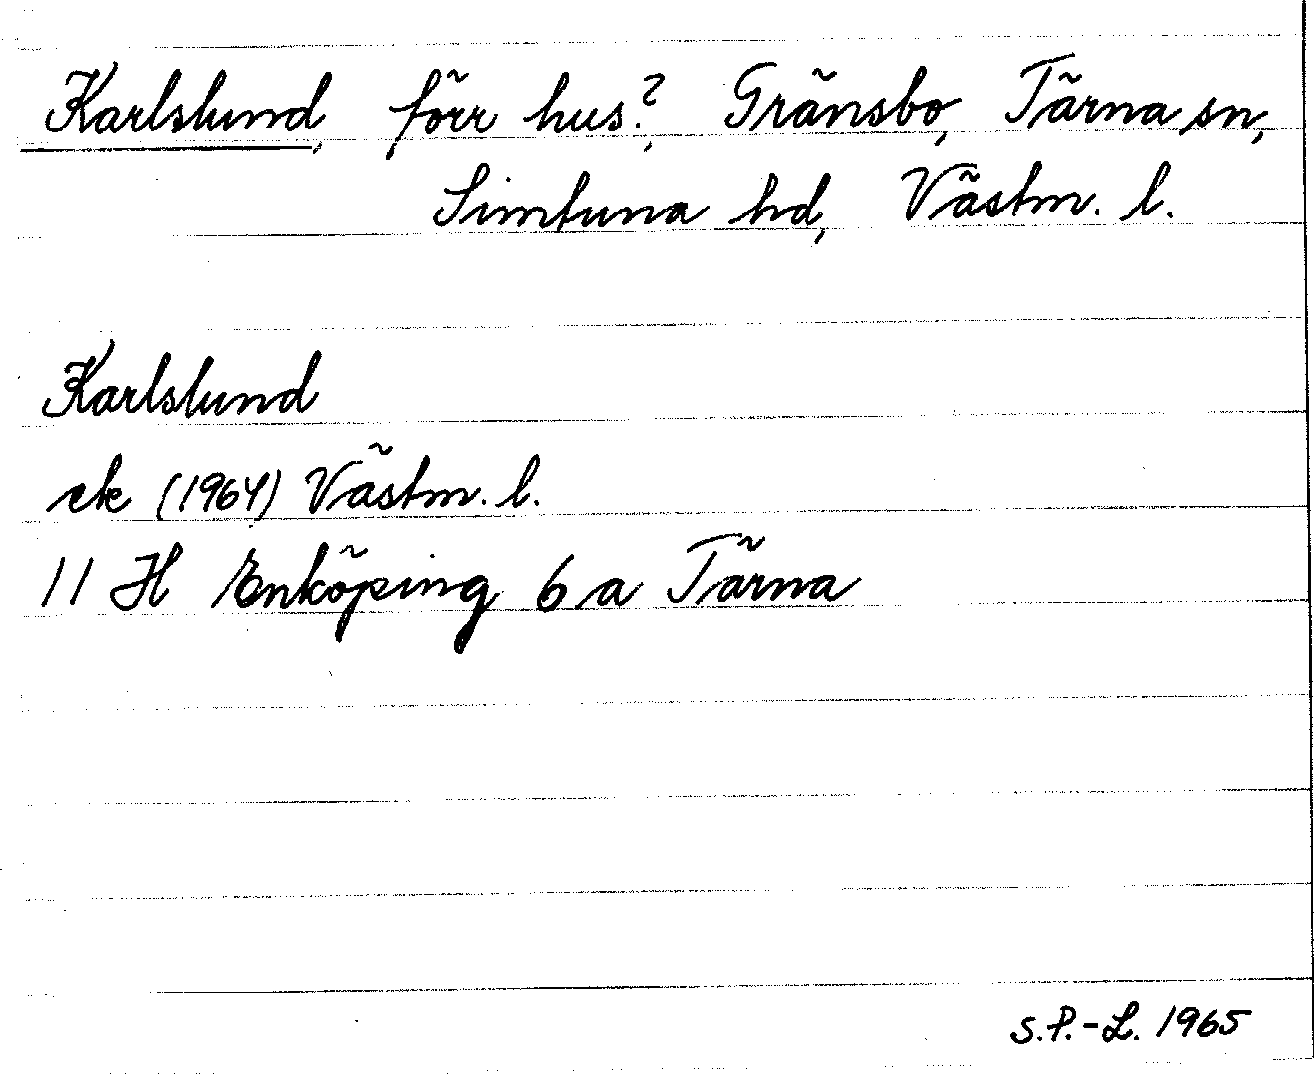 Karlslund, förr hus?, Gränsbo, Tärna sn,
Simtuna hd, Västm. l.
Karlslund
ek (1964) Västm. l.
11 H Enköping 6 a Tärna
S.P.-L. 1965